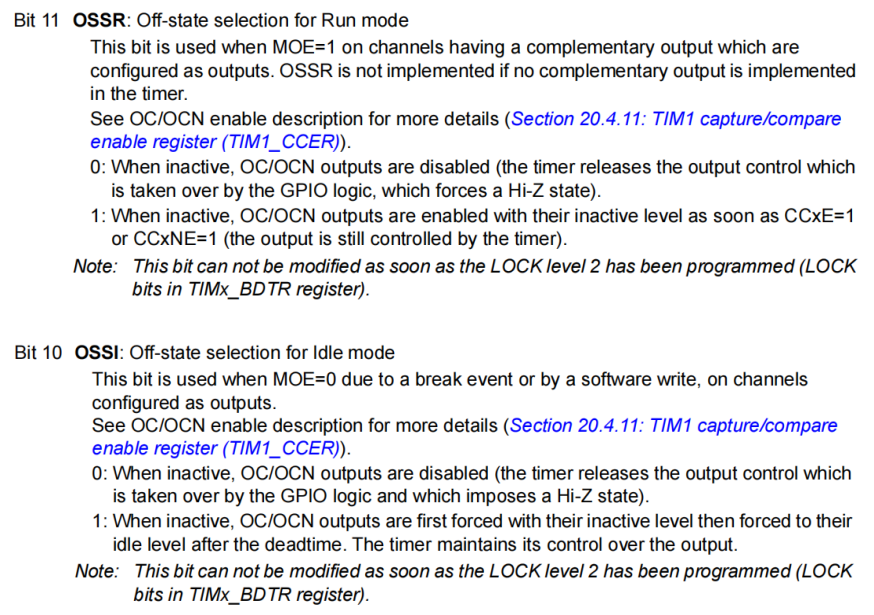 Bit 11 OSSR: Off-state selection for Run mode
This bit is used when MOE=1 on channels having a complementary output which are
configured as outputs. OSSR is not implemented if no complementary output is implemented
in the timer.
See OC/OCN enable description for more details (Section 20.4.11: TIM1 capture/compare
enable register (TIM1_CCER)).
0: When inactive, OC/OCN outputs are disabled (the timer releases the output control which
is taken over by the GPIO logic, which forces a Hi-Z state).
1: When inactive, OC/OCN outputs are enabled with their inactive level as soon as CCxE=1
or CCxNE=1 (the output is still controlled by the timer).
Note: This bit can not be modified as soon as the LOCK level 2 has been programmed (LOCK
bits in TIMx_BDTR register).
Bit 10 OSSI: Off-state selection for Idle mode
This bit is used when MOE=0 due to a break event or by a software write, on channels
configured as outputs.
See OC/OCN enable description for more details (Section 20.4.11: TIM1 capture/compare
enable register (TIM1_CCER)).
0: When inactive, OC/OCN outputs are disabled (the timer releases the output control which
is taken over by the GPIO logic and which imposes a Hi-Z state).
1: When inactive, OC/OCN outputs are first forced with their inactive level then forced to their
idle level after the deadtime. The timer maintains its control over the output.
Note: This bit can not be modified as soon as the LOCK level 2 has been programmed (LOCK
bits in TIMx_BDTR register).